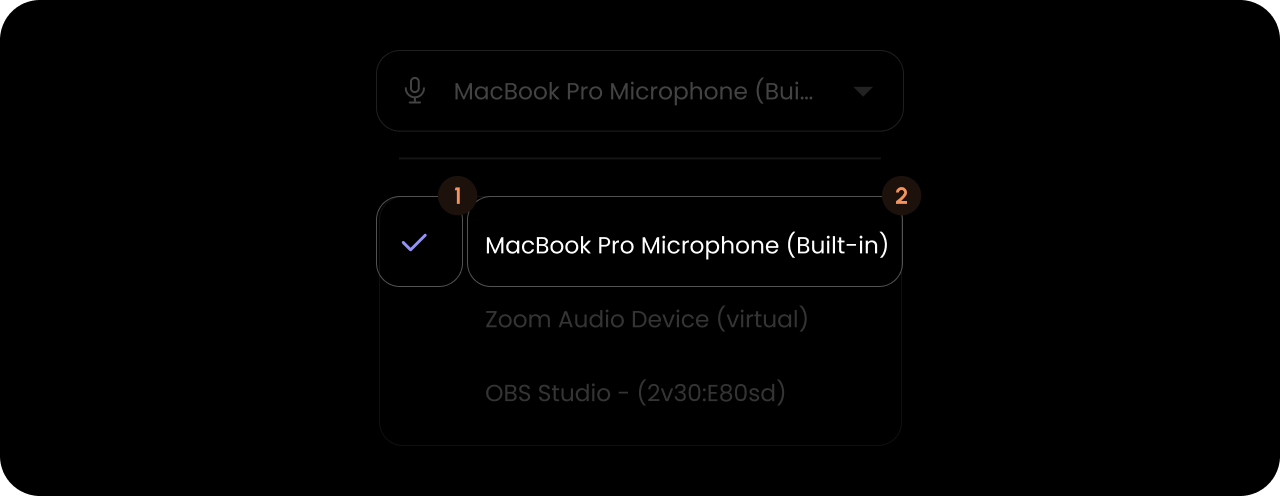 MacBook Pro Microphone (Bui...
1
2
MacBook Pro Microphone (Built-in)
Zoom Audio Device (virtual)
OBS Studio - (2v30:E80sd)